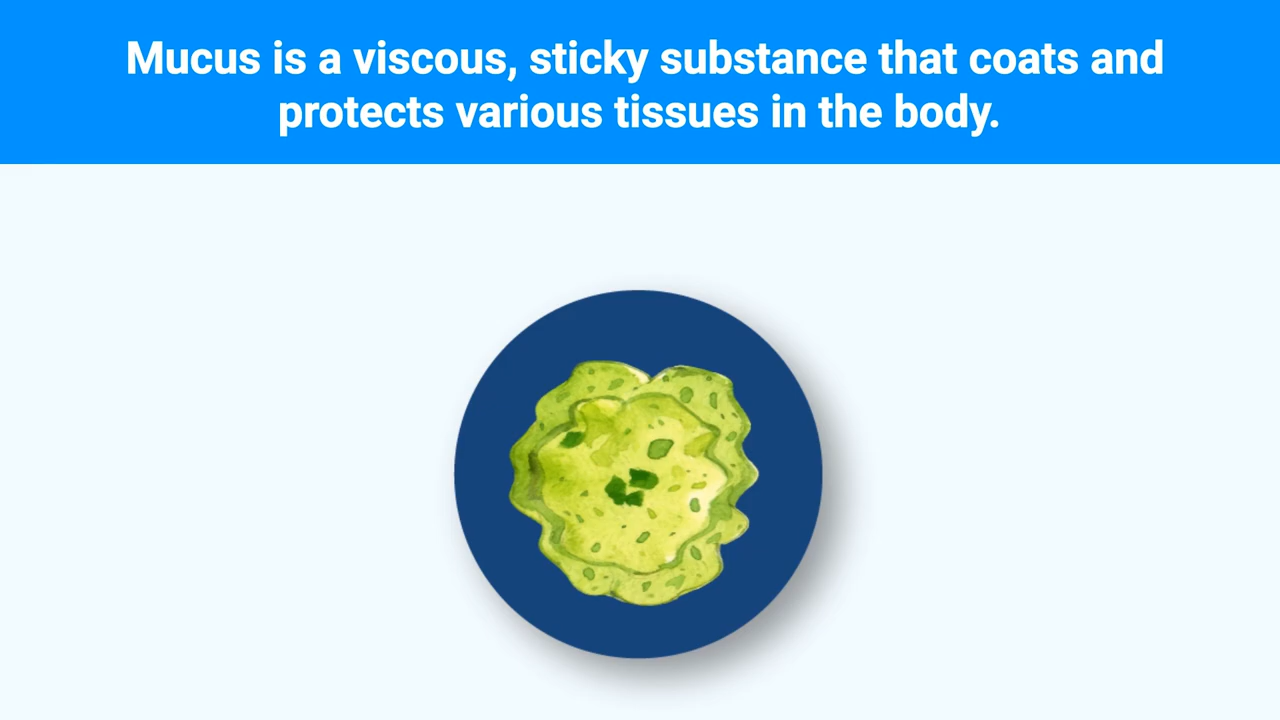 Mucus is a viscous, sticky substance that coats and
protects various tissues in the body.